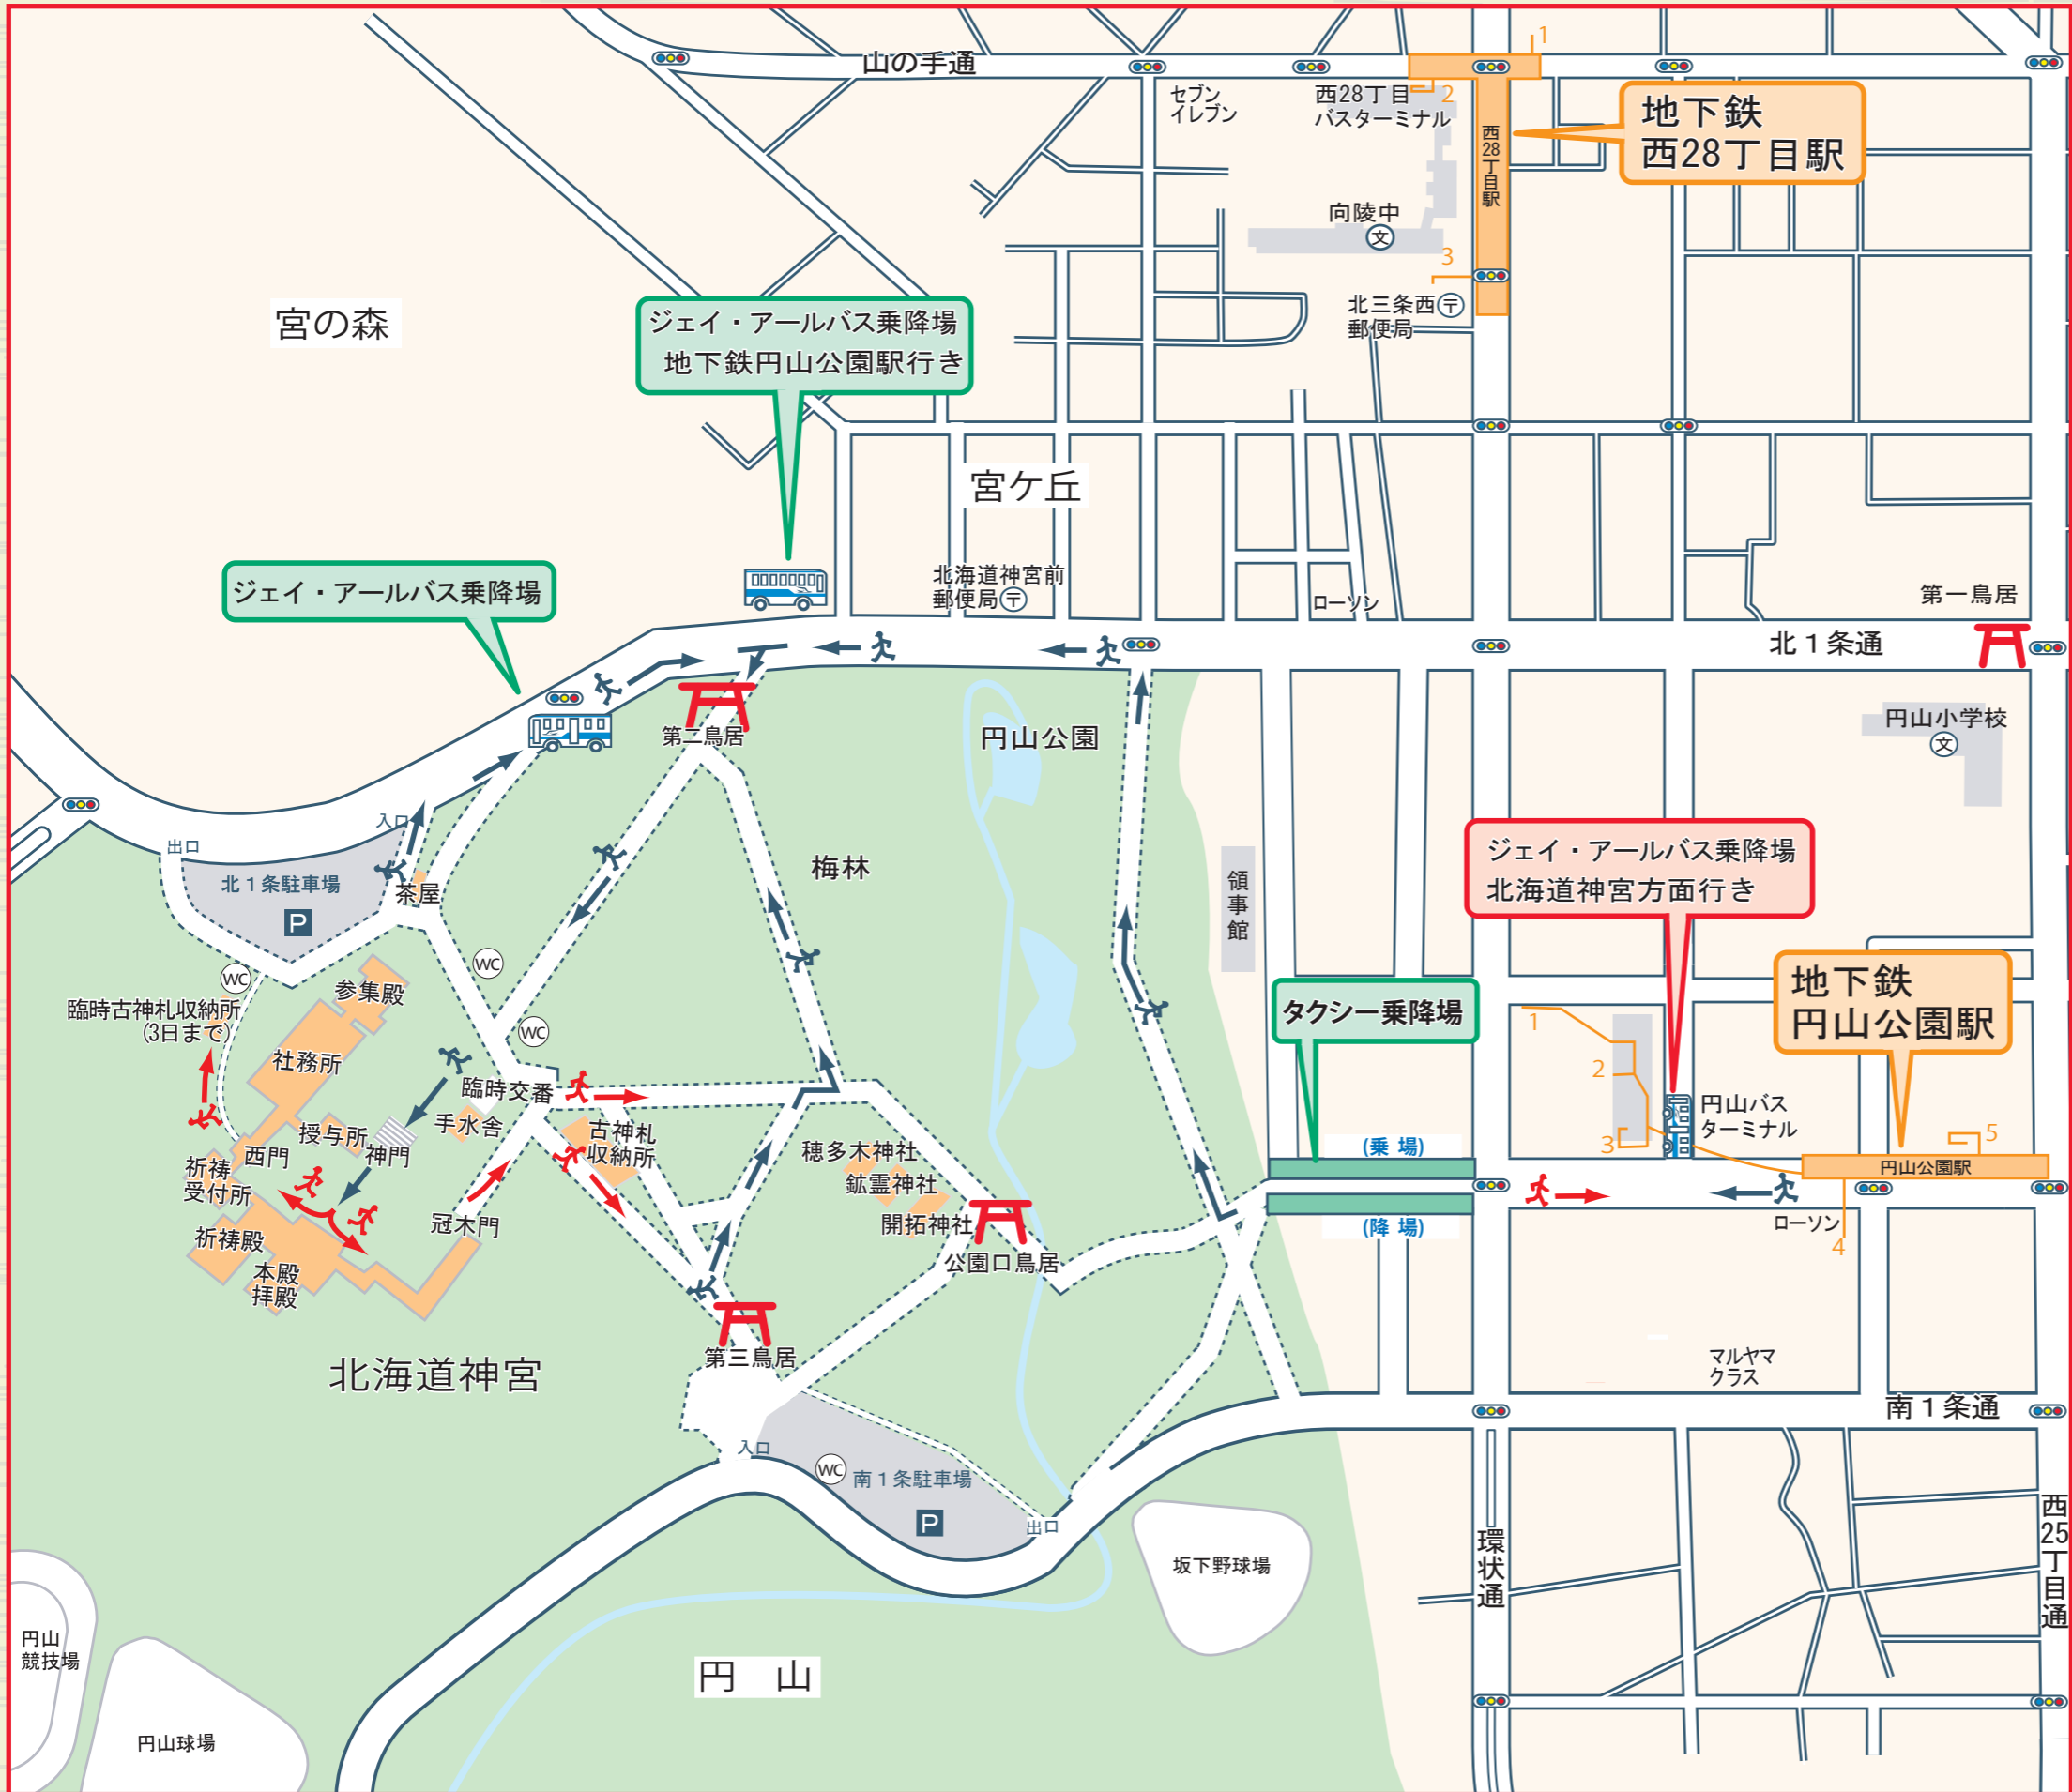 山の手通
1
セブン
イレブン
西28丁目
バスターミナル
2
西28丁目駅
地下鉄
西28丁目駅
向陵中
文
3
北三条西〒
郵便局
宮の森
ジェイ・アールバス乗降場
地下鉄円山公園駅行き
宮ケ丘
ジェイ・アールバス乗降場
北海道神宮前
郵便局〒
ローソン
第一鳥居
北1条通
第二鳥居
円山公園
円山小学校
文
入口
出口
北1条駐車場
P
茶屋
梅林
領事館
ジェイ・アールバス乗降場
北海道神宮方面行き
WC
WC
WC
参集殿
臨時古神札収納所
(3日まで)
社務所
タクシー乗降場
地下鉄
円山公園駅
1
2
3
円山バス
ターミナル
5
円山公園駅
4
ローソン
臨時交番
手水舎
古神札
収納所
授与所
神門
西門
祈祷
受付所
祈祷殿
本殿
拝殿
冠木門
穂多木神社
鉱霊神社
開拓神社
公園口鳥居
(乗場)
(降場)
第三鳥居
北海道神宮
マルヤマ
クラス
南1条通
入口
WC
南1条駐車場
P
出口
坂下野球場
環状通
西25丁目通
円山
競技場
円山球場
円 山